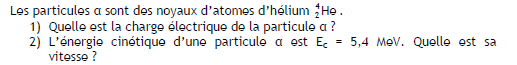 Les particules α sont des noyaux d'atomes d'hélium ⁴₂He.
1) Quelle est la charge électrique de la particule α ?
2) L'énergie cinétique d'une particule α est E_c = 5,4 MeV. Quelle est sa
vitesse ?